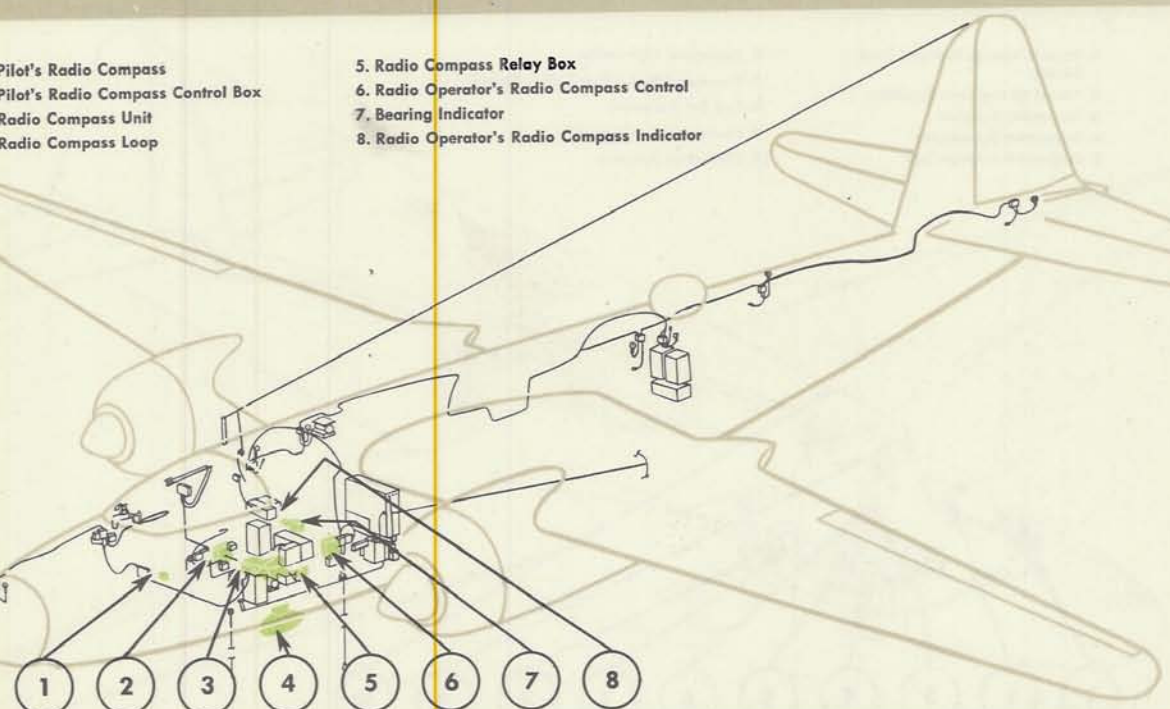 Pilot's Radio Compass
Pilot's Radio Compass Control Box
Radio Compass Unit
Radio Compass Loop
5. Radio Compass Relay Box
6. Radio Operator's Radio Compass Control
7. Bearing Indicator
8. Radio Operator's Radio Compass Indicator
1 2 3 4 5 6 7 8